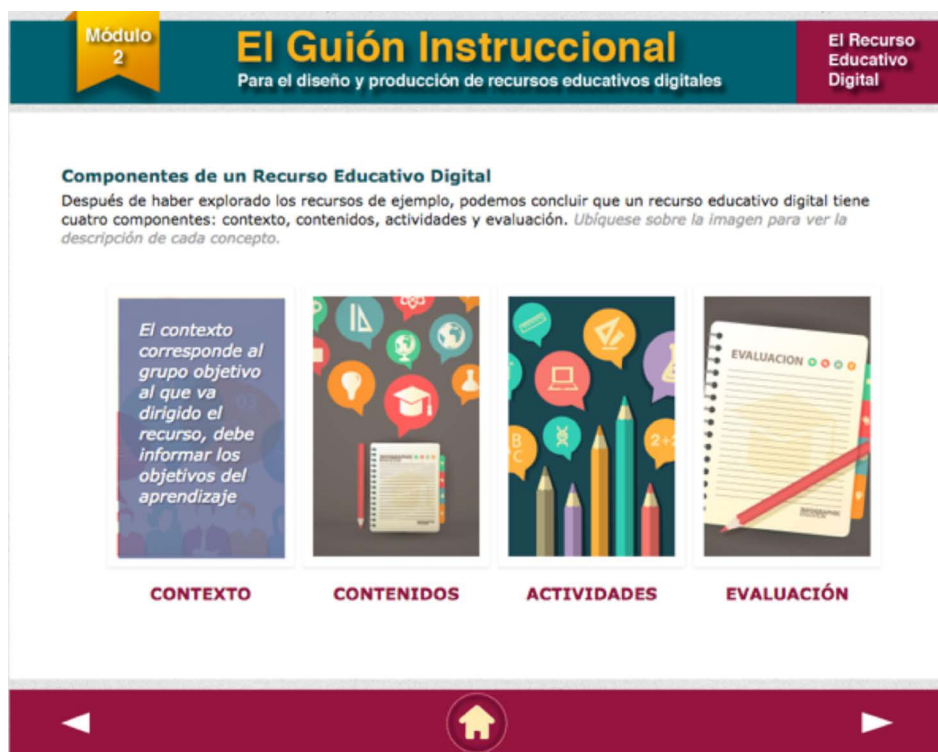 Módulo
2
El Guión Instruccional
Para el diseño y producción de recursos educativos digitales
El Recurso
Educativo
Digital
Componentes de un Recurso Educativo Digital
Después de haber explorado los recursos de ejemplo, podemos concluir que un recurso educativo digital tiene
cuatro componentes: contexto, contenidos, actividades y evaluación. Ubíquese sobre la imagen para ver la
descripción de cada concepto.
El contexto
corresponde al
grupo objetivo
al que va
dirigido el
recurso, debe
informar los
objetivos del
aprendizaje
B
C
2+2
EVALUACION
CONTEXTO
CONTENIDOS
ACTIVIDADES
EVALUACIÓN